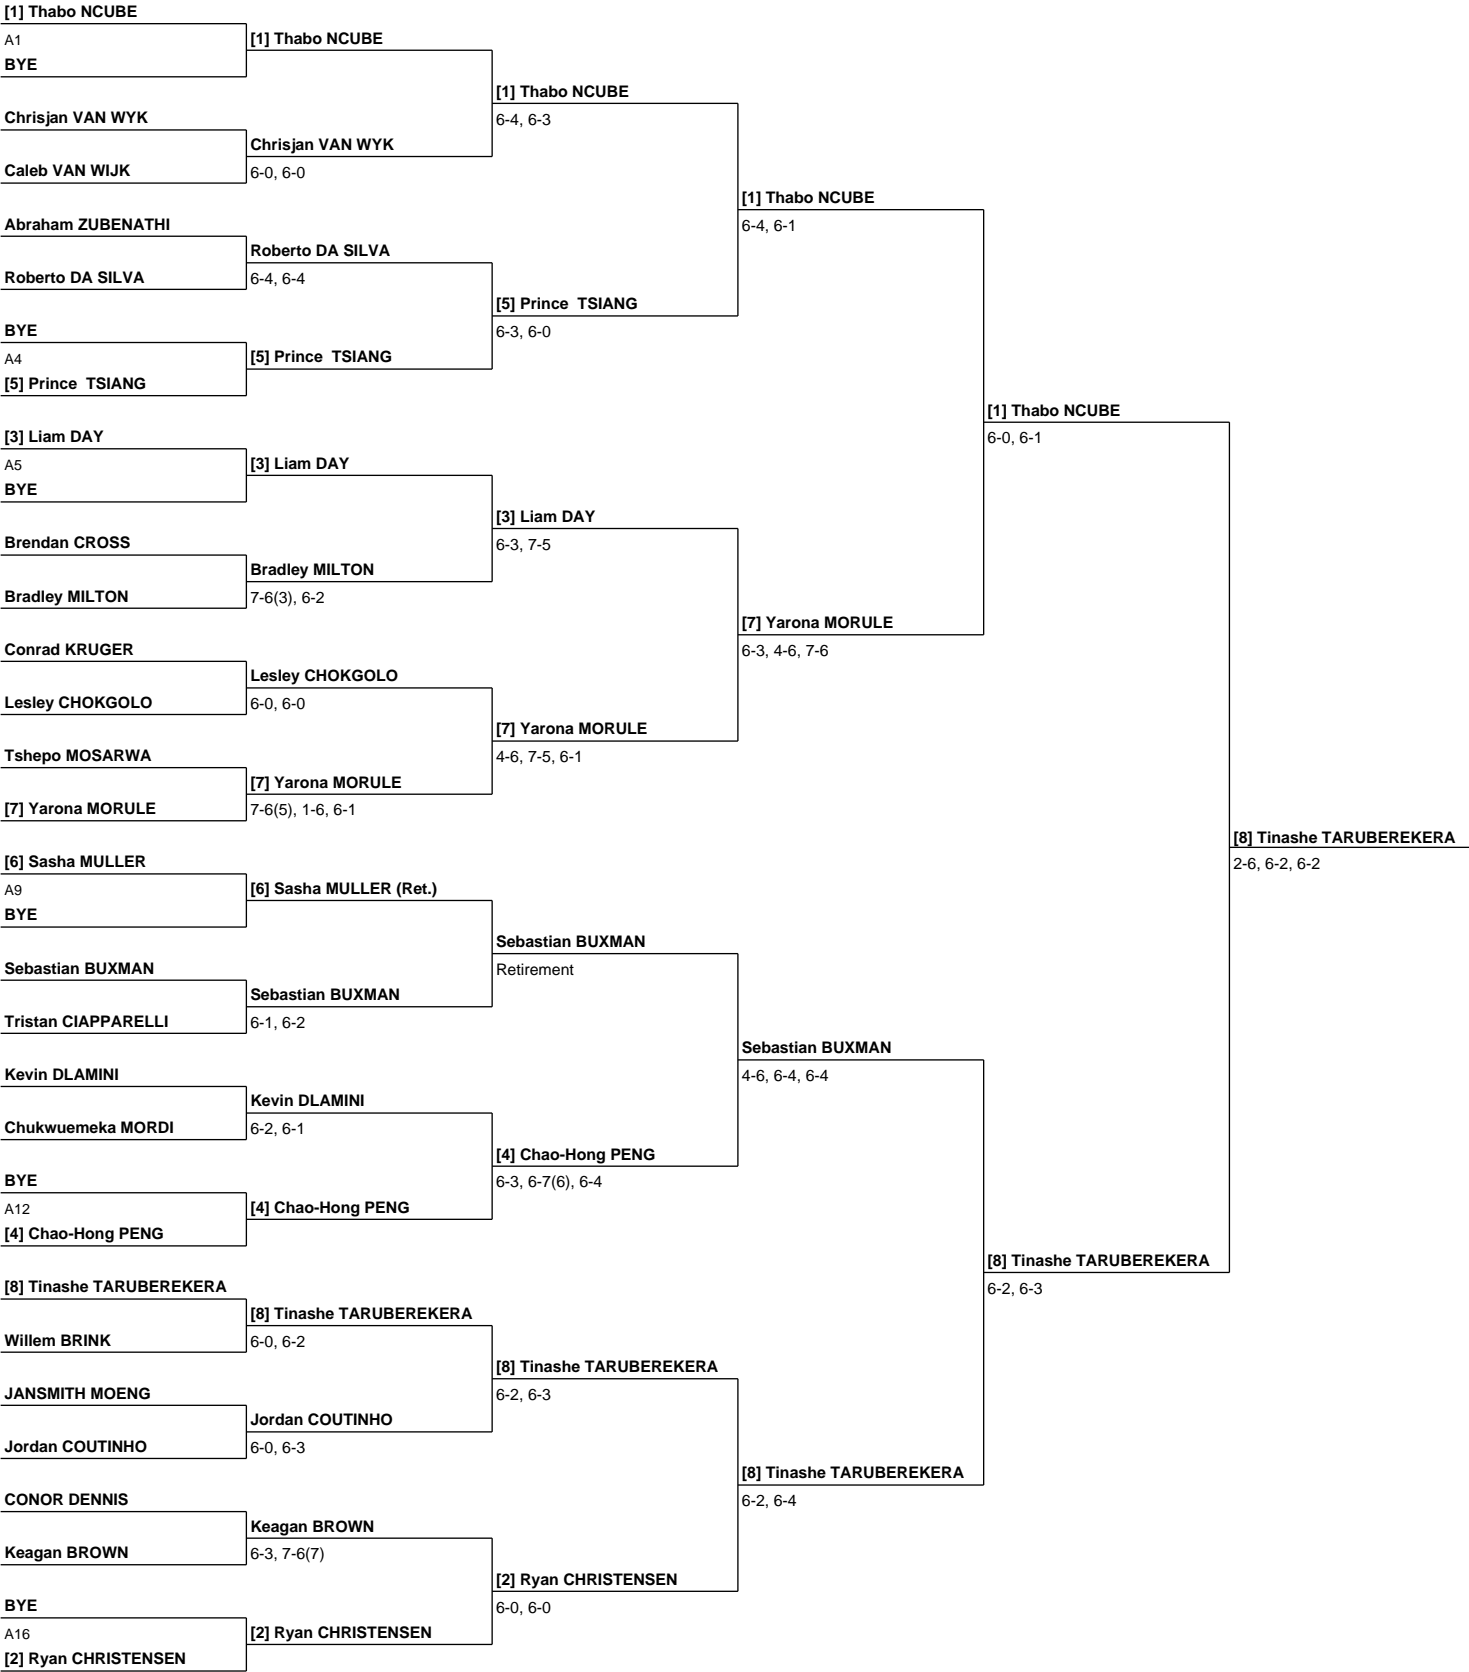 [1] Thabo NCUBE
A1
BYE
[1] Thabo NCUBE
[1] Thabo NCUBE
6-4, 6-3
Chrisjan VAN WYK
Chrisjan VAN WYK
Caleb VAN WIJK
6-0, 6-0
[1] Thabo NCUBE
6-4, 6-1
Abraham ZUBENATHI
Roberto DA SILVA
Roberto DA SILVA
6-4, 6-4
[5] Prince  TSIANG
6-3, 6-0
BYE
A4
[5] Prince  TSIANG
[5] Prince  TSIANG
[1] Thabo NCUBE
6-0, 6-1
[3] Liam DAY
A5
[3] Liam DAY
BYE
[3] Liam DAY
6-3, 7-5
Brendan CROSS
Bradley MILTON
Bradley MILTON
7-6(3), 6-2
[7] Yarona MORULE
6-3, 4-6, 7-6
Conrad KRUGER
Lesley CHOKGOLO
Lesley CHOKGOLO
6-0, 6-0
[7] Yarona MORULE
4-6, 7-5, 6-1
Tshepo MOSARWA
[7] Yarona MORULE
[7] Yarona MORULE
7-6(5), 1-6, 6-1
[8] Tinashe TARUBEREKERA
2-6, 6-2, 6-2
[6] Sasha MULLER
A9
[6] Sasha MULLER (Ret.)
BYE
Sebastian BUXMAN
Retirement
Sebastian BUXMAN
Sebastian BUXMAN
Tristan CIAPPARELLI
6-1, 6-2
Sebastian BUXMAN
4-6, 6-4, 6-4
Kevin DLAMINI
Kevin DLAMINI
Chukwuemeka MORDI
6-2, 6-1
[4] Chao-Hong PENG
6-3, 6-7(6), 6-4
BYE
A12
[4] Chao-Hong PENG
[4] Chao-Hong PENG
[8] Tinashe TARUBEREKERA
6-2, 6-3
[8] Tinashe TARUBEREKERA
[8] Tinashe TARUBEREKERA
Willem BRINK
6-0, 6-2
[8] Tinashe TARUBEREKERA
6-2, 6-3
JANSMITH MOENG
Jordan COUTINHO
Jordan COUTINHO
6-0, 6-3
[8] Tinashe TARUBEREKERA
6-2, 6-4
CONOR DENNIS
Keagan BROWN
Keagan BROWN
6-3, 7-6(7)
[2] Ryan CHRISTENSEN
6-0, 6-0
BYE
A16
[2] Ryan CHRISTENSEN
[2] Ryan CHRISTENSEN